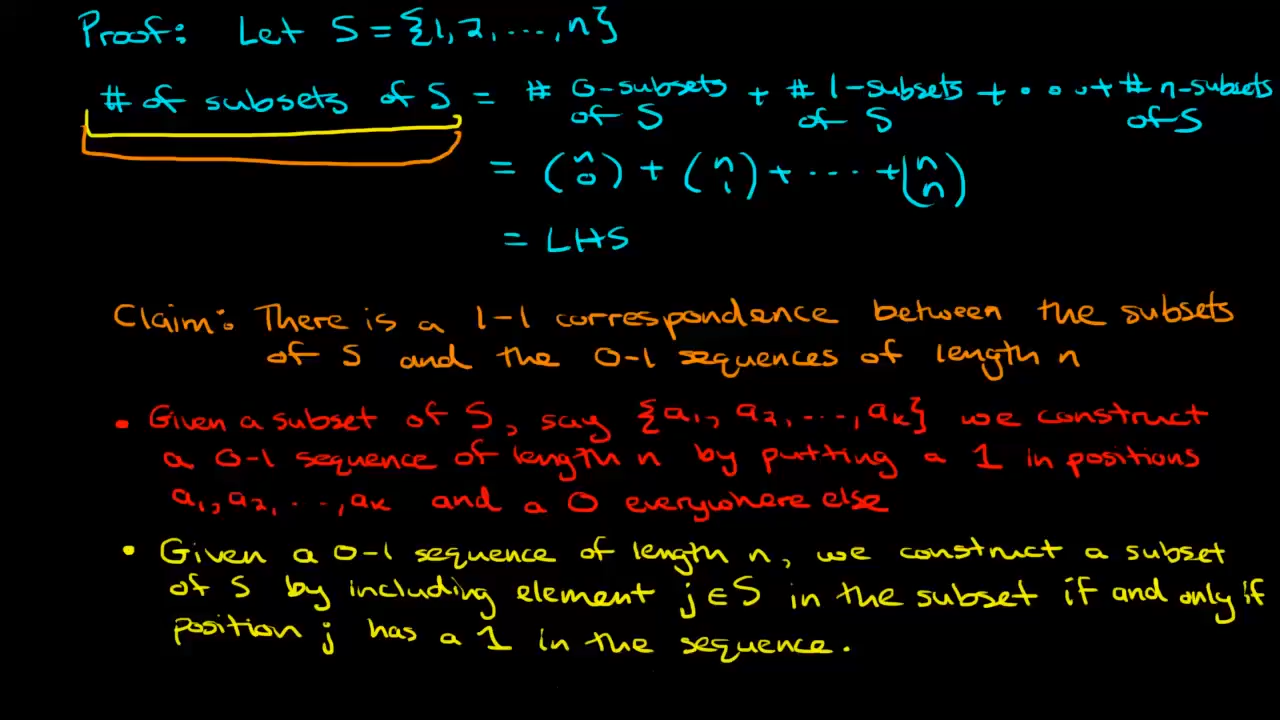 Proof: Let S = {1, 2, ..., n}
# of subsets of S = # 0-subsets of S + # 1-subsets of S + ... + # n-subsets of S
= (n 0) + (n 1) + .... + (n n)
= LHS
Claim: There is a 1-1 correspondence between the subsets
of S and the 0-1 sequences of length n
• Given a subset of S, say {a₁, a₂, ..., aₖ} we construct
a 0-1 sequence of length n by putting a 1 in positions
a₁, a₂, ..., aₖ and a 0 everywhere else
• Given a 0-1 sequence of length n, we construct a subset
of S by including element j ∈ S in the subset if and only if
position j has a 1 in the sequence.